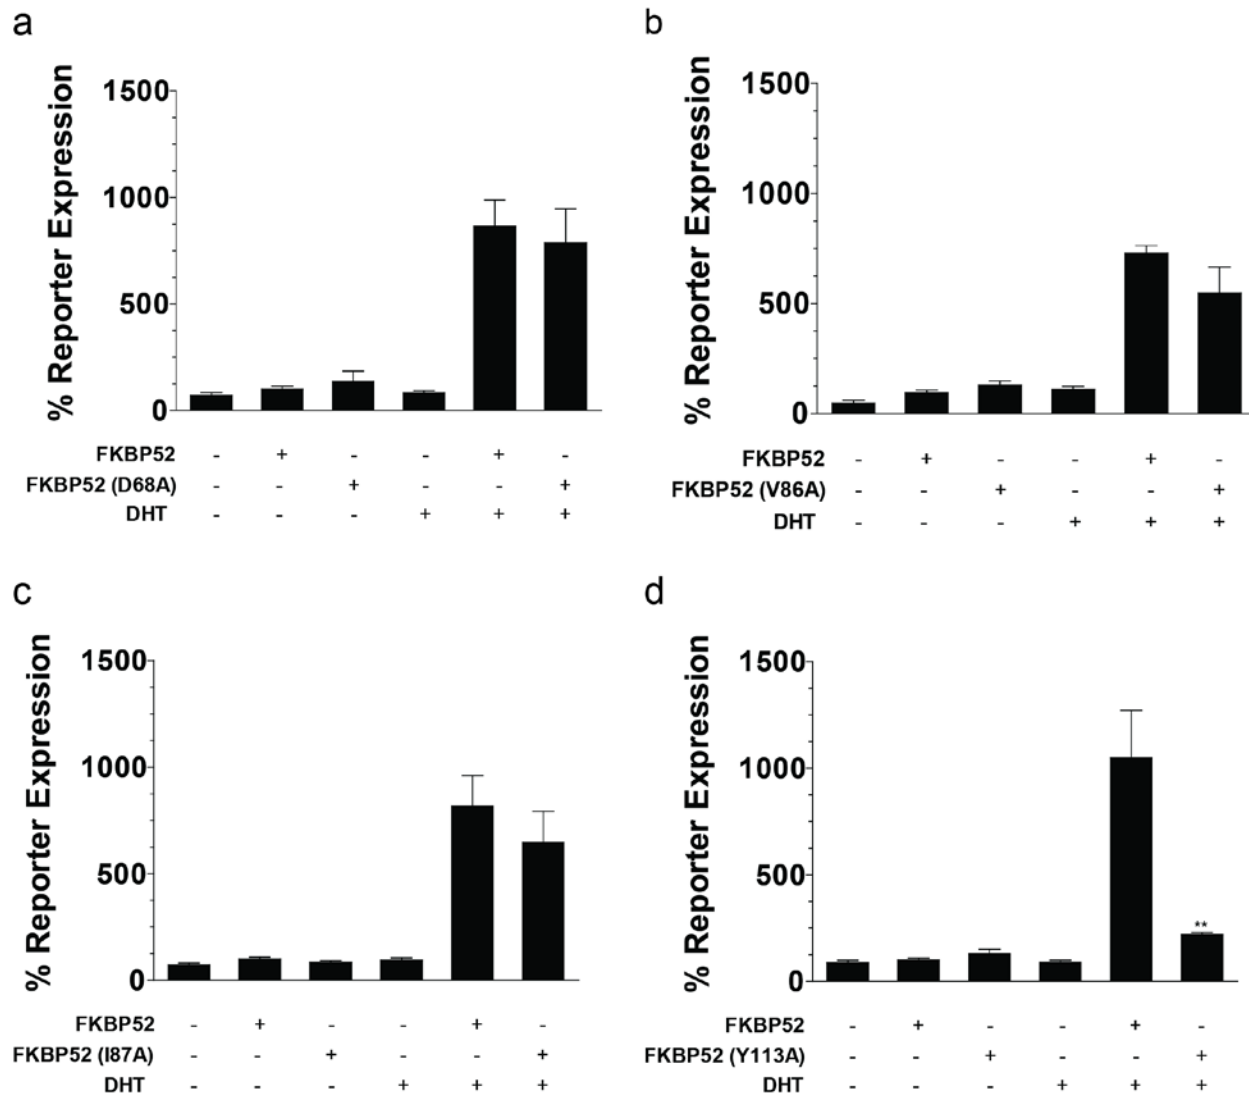 a
% Reporter Expression
1500
1000
500
0
FKBP52 - + - - + -
FKBP52 (D68A) - - + - - +
DHT - - - + + +
b
% Reporter Expression
1500
1000
500
0
FKBP52 - + - - + -
FKBP52 (V86A) - - + - - +
DHT - - - + + +
c
% Reporter Expression
1500
1000
500
0
FKBP52 - + - - + -
FKBP52 (I87A) - - + - - +
DHT - - - + + +
d
% Reporter Expression
1500
1000
500
0
**
FKBP52 - + - - + -
FKBP52 (Y113A) - - + - - +
DHT - - - + + +